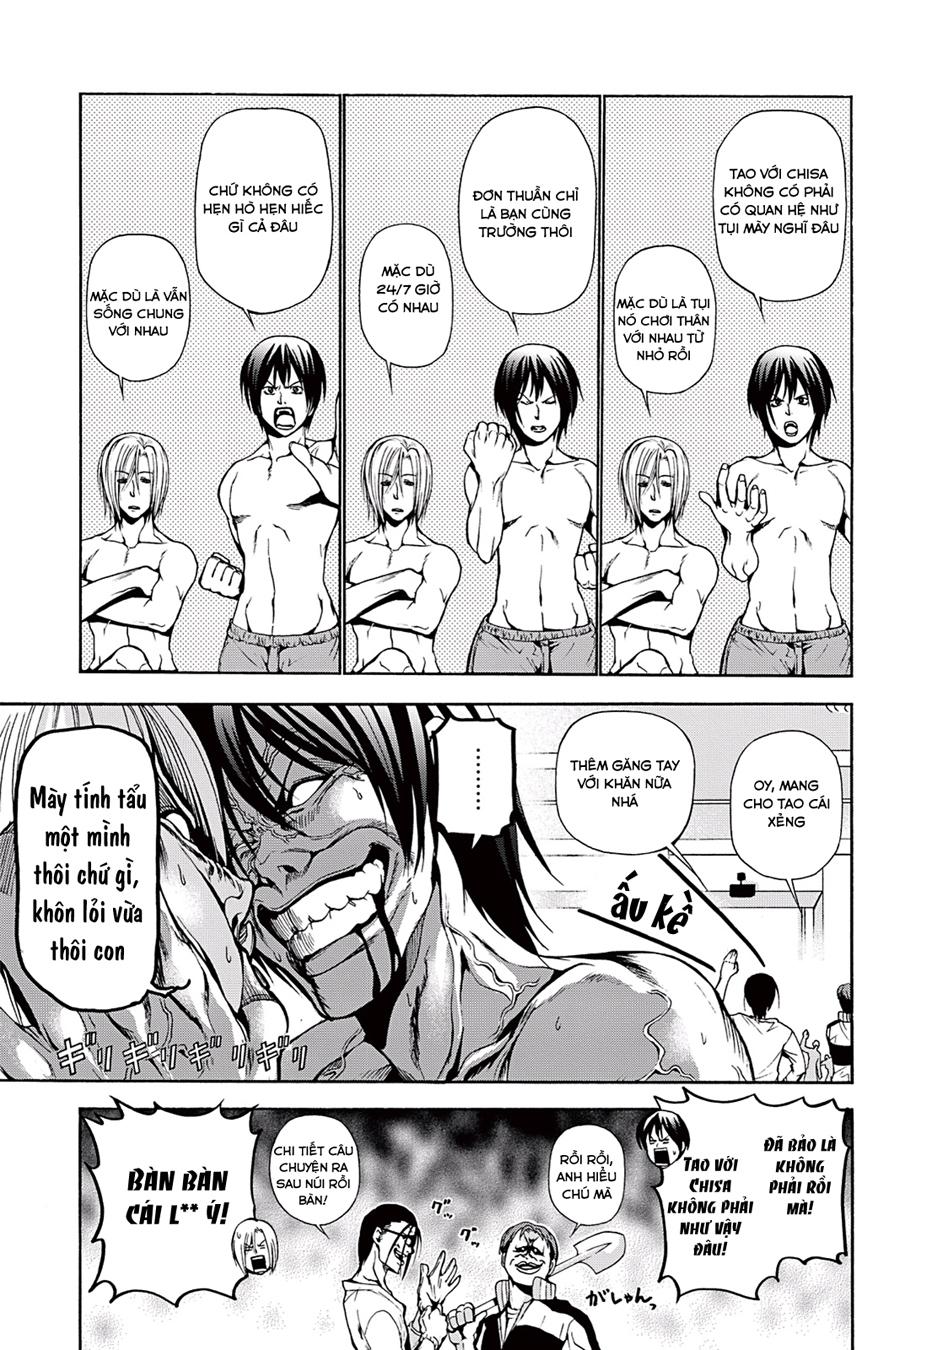 TAO VỚI CHISA
KHÔNG CÓ PHẢI
CÓ QUAN HỆ NHƯ
TỤI MÀY NGHĨ ĐÂU
MẶC DÙ LÀ TỤI
NÓ CHƠI THÂN
VỚI NHAU TỪ
NHỎ RỒI
ĐƠN THUẦN CHỈ
LÀ BẠN CÙNG
TRƯỜNG THÔI
MẶC DÙ
24/7 GIỜ
CÓ NHAU
CHỨ KHÔNG CÓ
HẸN HÒ HẸN HIẾC
GÌ CẢ ĐÂU
MẶC DÙ LÀ VẪN
SỐNG CHUNG
VỚI NHAU
OY, MANG
CHO TAO CÁI
XẺNG
THÊM GĂNG TAY
VỚI KHĂN NỮA
NHÁ
ẤU KỀ
.........
Mày tính tẩu
một mình
thôi chứ gì,
khôn lỏi vừa
thôi con
ギリギリギリギリ
ĐÃ BẢO LÀ
KHÔNG
PHẢI RỒI
MÀ!
TAO VỚI
CHISA
KHÔNG PHẢI
NHƯ VẬY
ĐÂU!
RỒI RỒI,
ANH HIỂU
CHÚ MÀ
CHI TIẾT CÂU
CHUYỆN RA
SAU NÚI RỒI
BÀN!
グッ
グッ
がしゃんっ
BÀN BÀN
CÁI L** Ý!